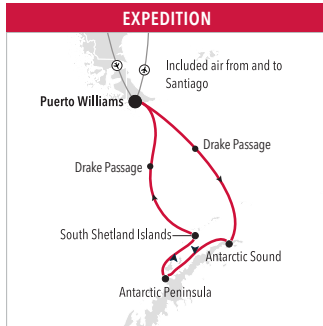 EXPEDITION
Included air from and to
Santiago
Puerto Williams
Drake Passage
Drake Passage
South Shetland Islands
Antarctic Sound
Antarctic Peninsula